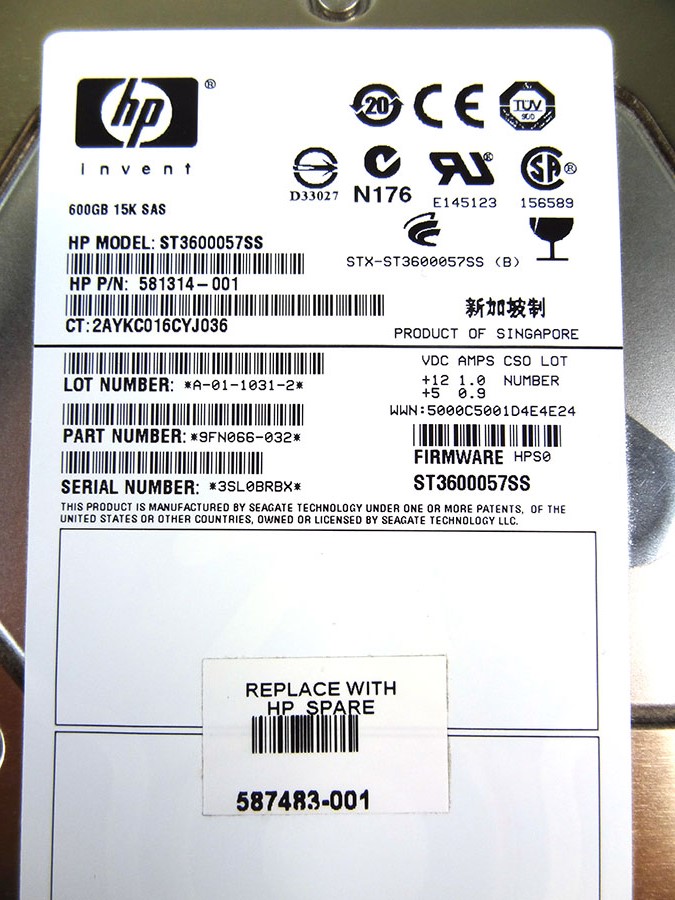 hp
®
invent
20
CE
TÜV
D33027
N176
®
E145123
SA®
156589
600GB 15K SAS
STX-ST3600057SS (B)
HP MODEL: ST3600057SS
HP P/N: 581314-001
新加坡制
PRODUCT OF SINGAPORE
CT:2AYKC016CYJ036
VDC AMPS CSO LOT
+12 1.0 NUMBER
+5 0.9
LOT NUMBER: *A-01-1031-2*
WWN:5000C5001D4E4E24
PART NUMBER: *9FN066-032*
FIRMWARE HPS0
SERIAL NUMBER: *3SL0BRBX*
ST3600057SS
THIS PRODUCT IS MANUFACTURED BY SEAGATE TECHNOLOGY UNDER ONE OR MORE PATENTS, OF THE
UNITED STATES OR OTHER COUNTRIES, OWNED OR LICENSED BY SEAGATE TECHNOLOGY LLC.
REPLACE WITH
HP SPARE
587483-001